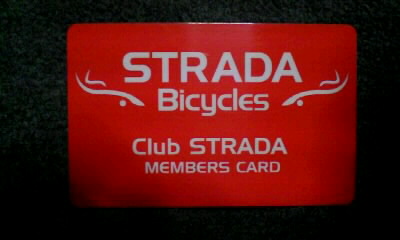 STRADA
Bicycles
Club STRADA
MEMBERS CARD